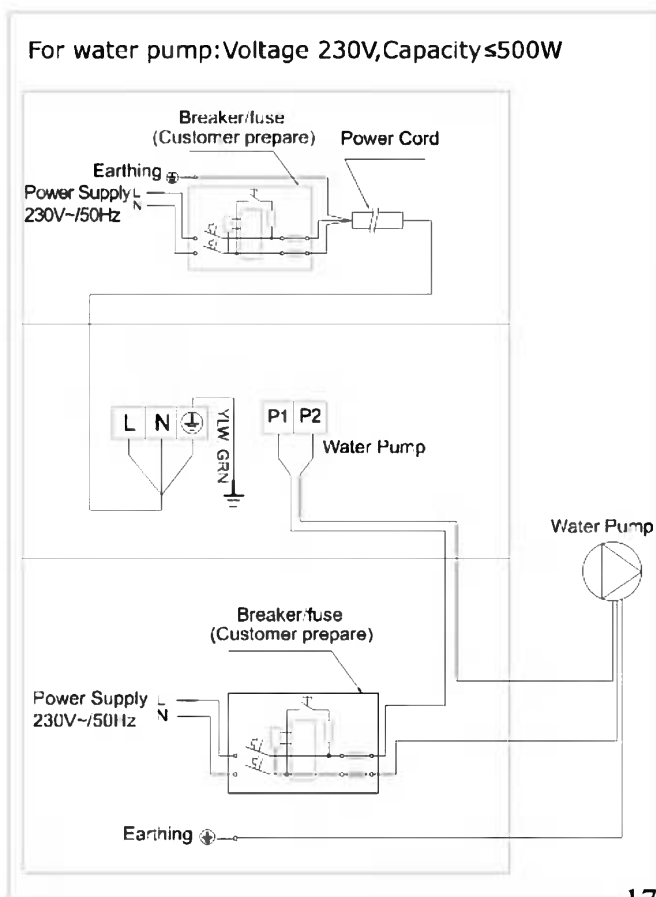 For water pump:Voltage 230V,Capacity≤500W
Breaker/fuse
(Customer prepare)
Power Cord
Earthing
Power Supply L
N
230V~/50Hz
L N
YLW GRN
P1 P2
Water Pump
Water Pump
Breaker/fuse
(Customer prepare)
Power Supply L
N
230V~/50Hz
Earthing
17